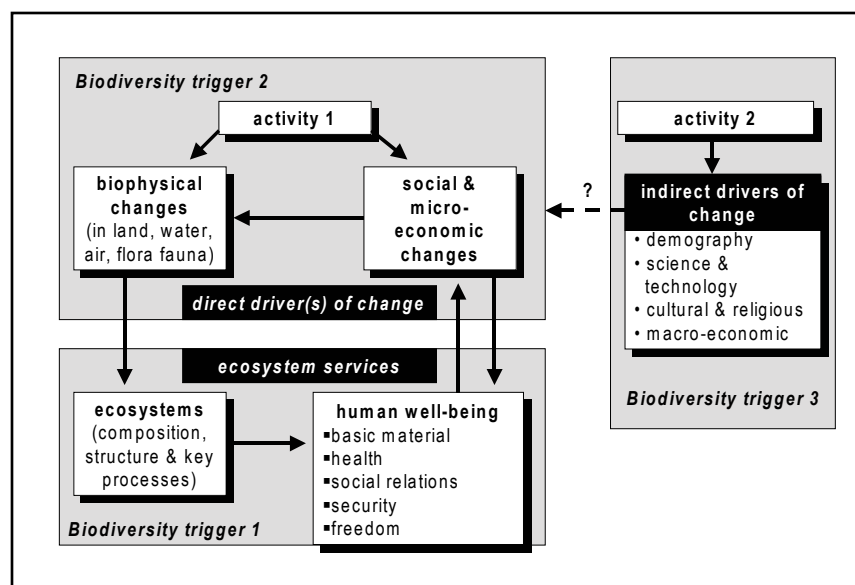 Biodiversity trigger 2
activity 1
biophysical
changes
(in land, water,
air, flora fauna)
social &
micro-
economic
changes
direct driver(s) of change
?
activity 2
indirect drivers of
change
• demography
• science &
technology
• cultural & religious
• macro-economic
Biodiversity trigger 3
ecosystem services
ecosystems
(composition,
structure & key
processes)
human well-being
▪basic material
▪health
▪social relations
▪security
▪freedom
Biodiversity trigger 1